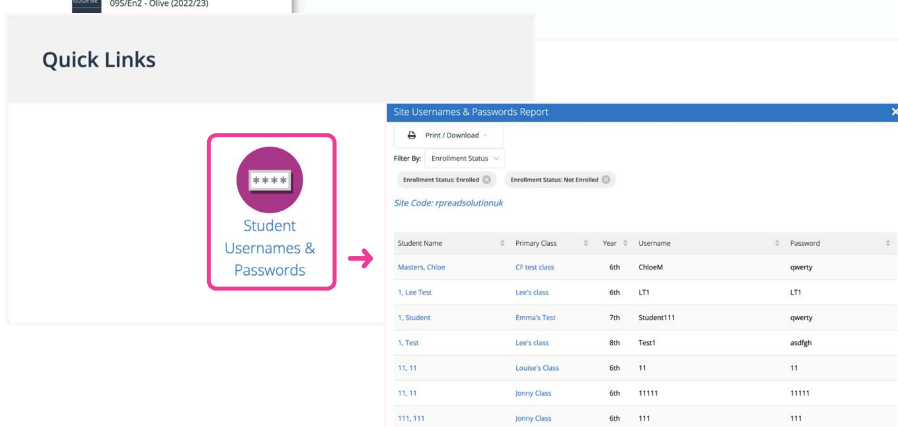 GUIDE ME
09S/En2 - Olive (2022/23)
Quick Links
****
Student
Usernames &
Passwords
Site Usernames & Passwords Report
Print / Download
Filter By: Enrollment Status
Enrollment Status: Enrolled Enrollment Status: Not Enrolled
Site Code: rpreadsolutionuk
Student Name Primary Class Year Username Password
Masters, Chloe CF test class 6th ChloeM qwerty
1, Lee Test Lee's class 6th LT1 LT1
1, Student Emma's Test 7th Student111 qwerty
1, Test Lee's class 8th Test1 asdfgh
11, 11 Louise's Class 6th 11 11
11, 11 Jonny Class 6th 11111 11111
111, 111 Jonny Class 6th 111 111